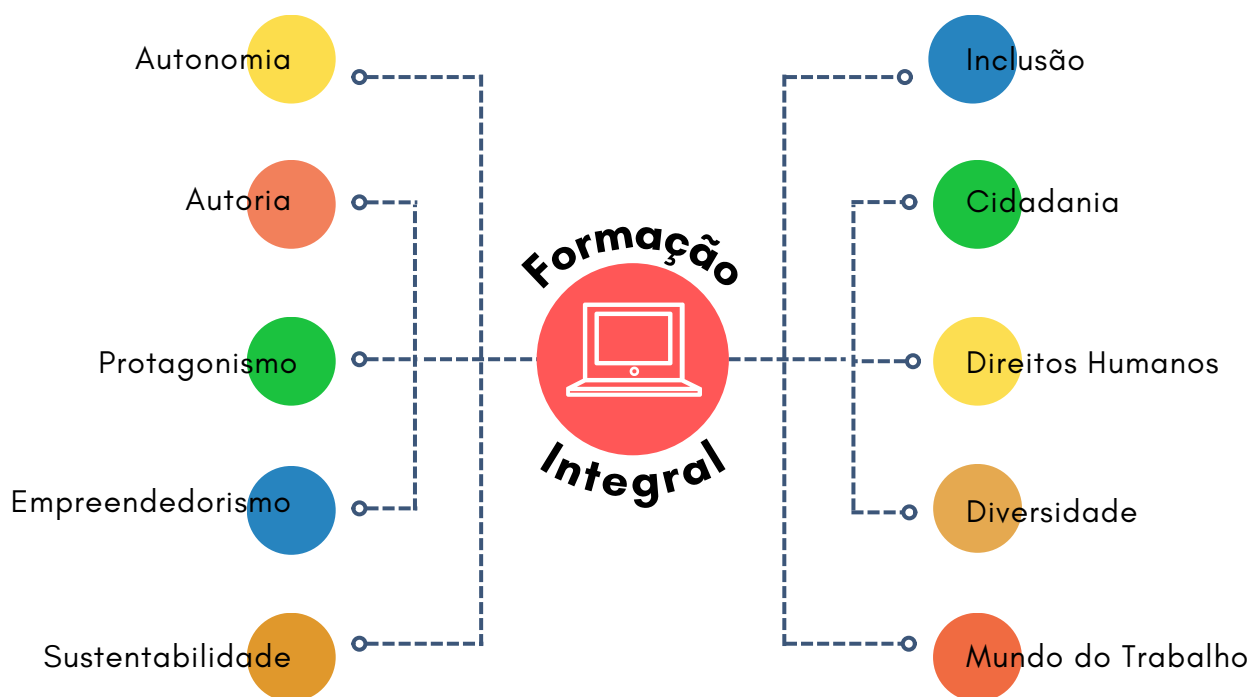 Autonomia
Autoria
Protagonismo
Empreendedorismo
Sustentabilidade
Formação
Integral
Inclusão
Cidadania
Direitos Humanos
Diversidade
Mundo do Trabalho